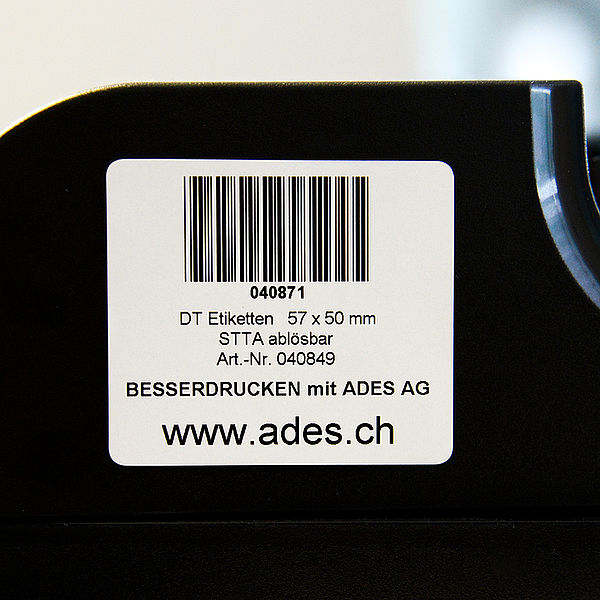 040871
DT Etiketten 57 x 50 mm
STTA ablösbar
Art.-Nr. 040849
BESSERDRUCKEN mit ADES AG
www.ades.ch